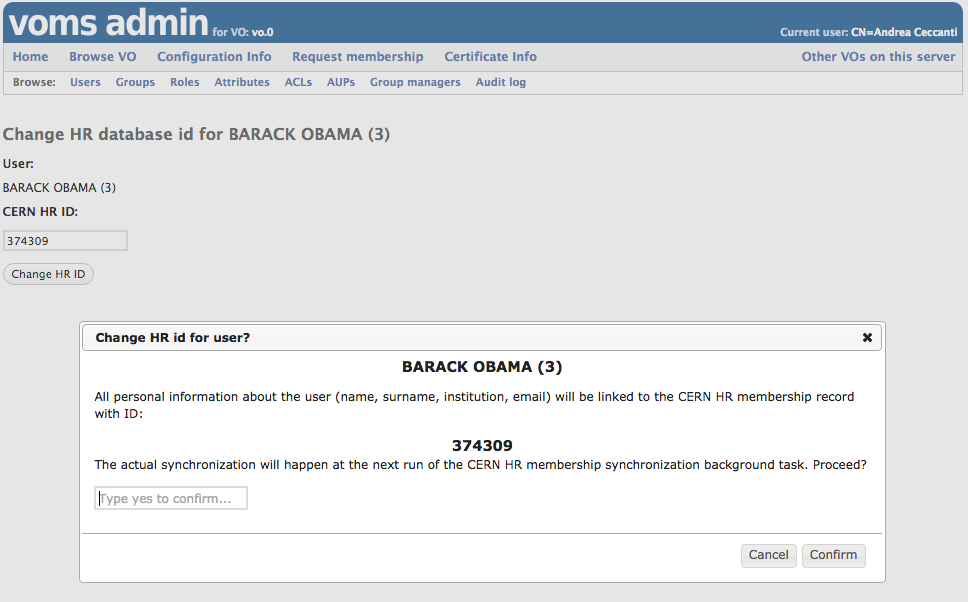 voms admin for VO: vo.0
Current user: CN=Andrea Ceccanti
Home Browse VO Configuration Info Request membership Certificate Info Other VOs on this server
Browse: Users Groups Roles Attributes ACLs AUPs Group managers Audit log
Change HR database id for BARACK OBAMA (3)
User:
BARACK OBAMA (3)
CERN HR ID:
374309
Change HR ID
Change HR id for user?
BARACK OBAMA (3)
All personal information about the user (name, surname, institution, email) will be linked to the CERN HR membership record
with ID:
374309
The actual synchronization will happen at the next run of the CERN HR membership synchronization background task. Proceed?
Type yes to confirm...
Cancel Confirm